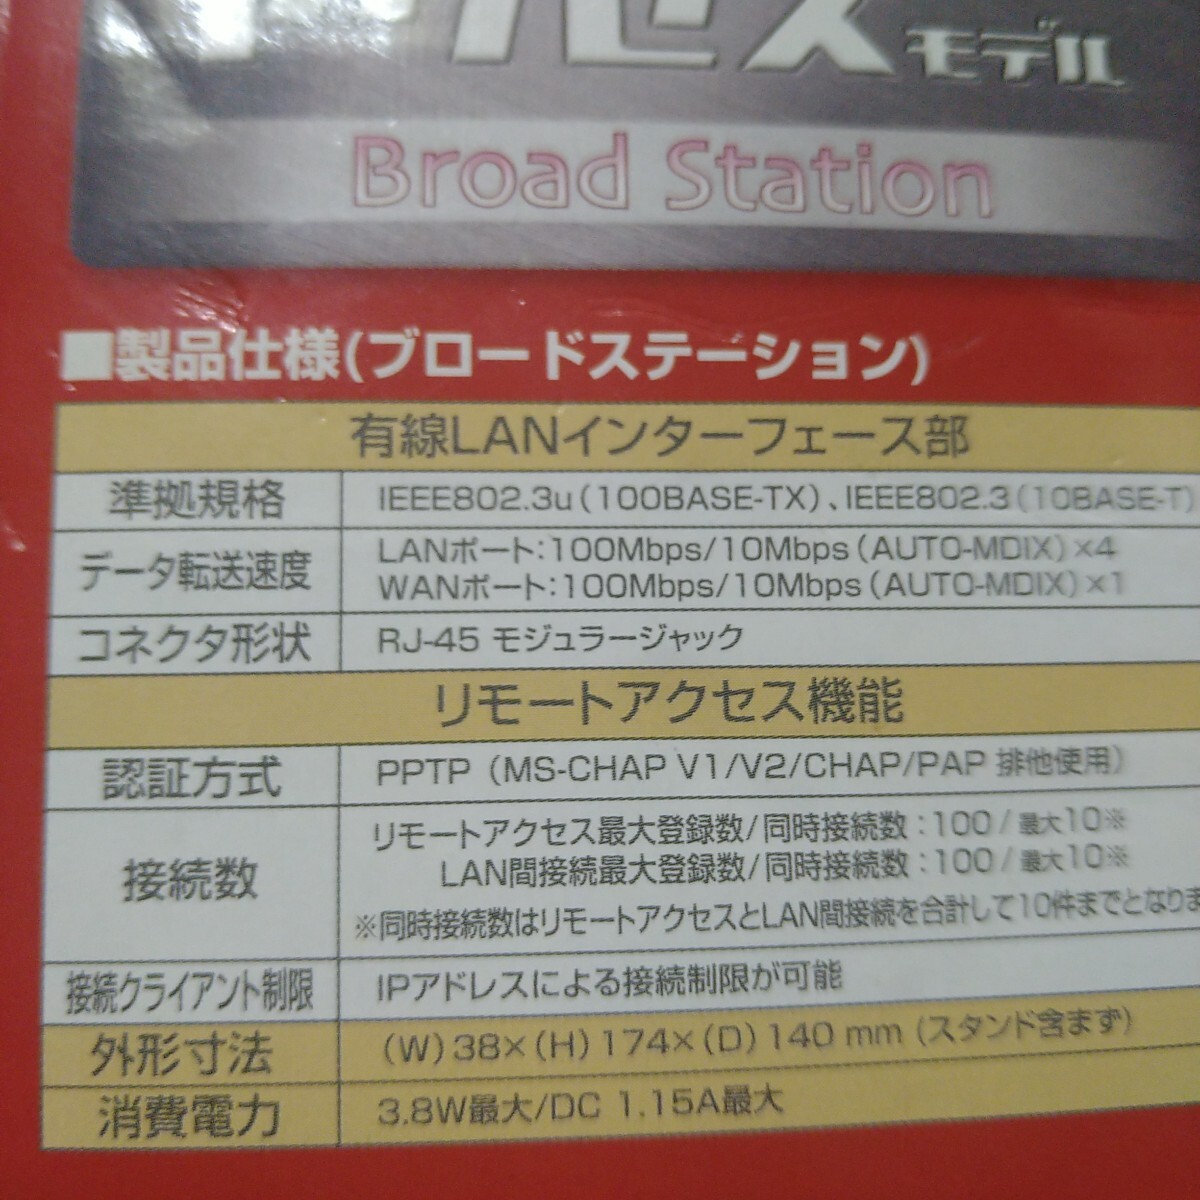 クセスモデル
Broad Station
■製品仕様(ブロードステーション)
有線LANインターフェース部
準拠規格 IEEE802.3u(100BASE-TX)、IEEE802.3(10BASE-T)
データ転送速度 LANポート:100Mbps/10Mbps(AUTO-MDIX)×4
WANポート:100Mbps/10Mbps(AUTO-MDIX)×1
コネクタ形状 RJ-45 モジュラージャック
リモートアクセス機能
認証方式 PPTP (MS-CHAP V1/V2/CHAP/PAP 排他使用)
接続数 リモートアクセス最大登録数/同時接続数:100/最大10※
LAN間接続最大登録数/同時接続数:100/最大10※
※同時接続数はリモートアクセスとLAN間接続を合計して10件までとなりま
接続クライアント制限 IPアドレスによる接続制限が可能
外形寸法 (W)38×(H)174×(D)140mm(スタンド含まず)
消費電力 3.8W最大/DC 1.15A最大